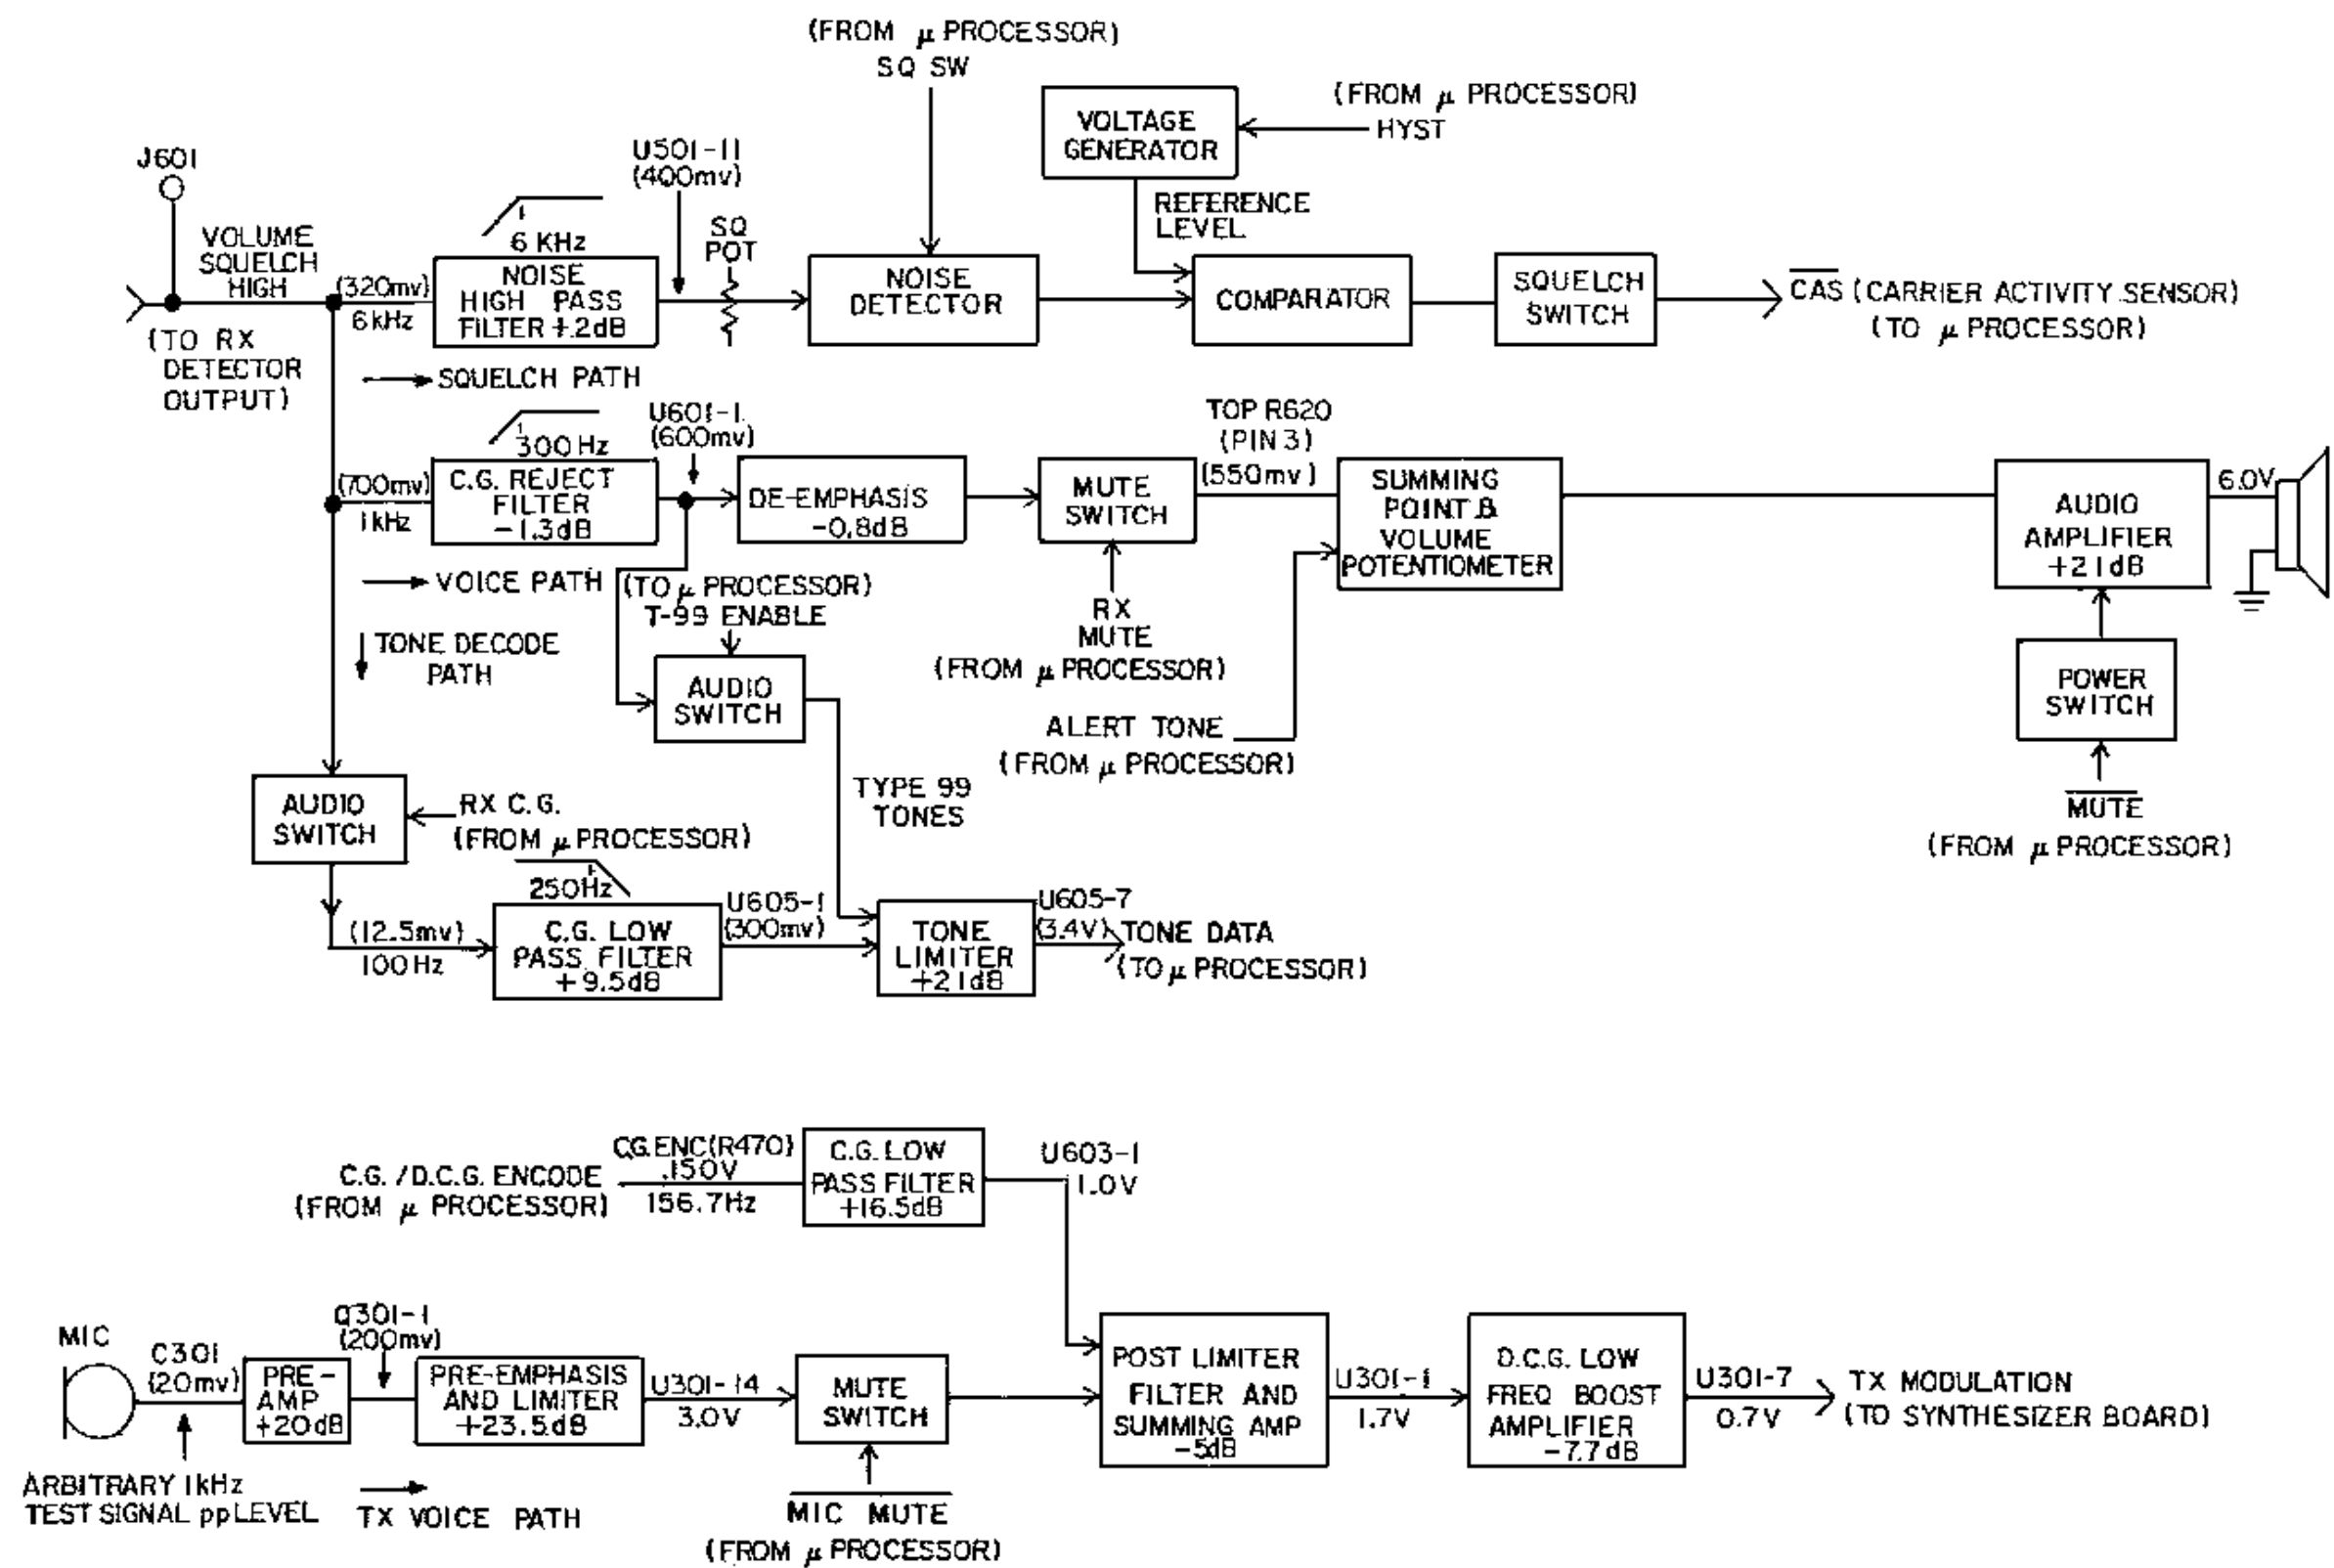 (FROM μ PROCESSOR)
SQ SW
VOLTAGE
GENERATOR
(FROM μ PROCESSOR)
HYST
REFERENCE
LEVEL
J601
VOLUME
SQUELCH
HIGH
(TO RX
DETECTOR
OUTPUT)
(320mv)
6kHz
6 KHz
NOISE
HIGH PASS
FILTER +.2dB
U501-11
(400mv)
SQ
POT
NOISE
DETECTOR
COMPARATOR
SQUELCH
SWITCH
CAS (CARRIER ACTIVITY SENSOR)
(TO μ PROCESSOR)
SQUELCH PATH
(700mv)
1kHz
300Hz
C.G. REJECT
FILTER
-1.3dB
U601-1
(600mv)
DE-EMPHASIS
-0.8dB
MUTE
SWITCH
TOP R620
(PIN 3)
(550mv)
SUMMING
POINT &
VOLUME
POTENTIOMETER
AUDIO
AMPLIFIER
+21dB
6.0V
VOICE PATH
(TO μ PROCESSOR)
T-99 ENABLE
RX
MUTE
(FROM μ PROCESSOR)
TONE DECODE
PATH
AUDIO
SWITCH
ALERT TONE
(FROM μ PROCESSOR)
POWER
SWITCH
MUTE
(FROM μ PROCESSOR)
AUDIO
SWITCH
RX C.G.
(FROM μ PROCESSOR)
TYPE 99
TONES
(12.5mv)
100Hz
250Hz
C.G. LOW
PASS FILTER
+9.5dB
U605-1
(300mv)
TONE
LIMITER
+21dB
U605-7
(3.4V)
TONE DATA
(TO μ PROCESSOR)
C.G./D.C.G. ENCODE
(FROM μ PROCESSOR)
C.G. ENC(R470)
.150V
156.7Hz
C.G. LOW
PASS FILTER
+16.5dB
U603-1
1.0V
MIC
C301
(20mv)
PRE-
AMP
+20dB
Q301-1
(200mv)
PRE-EMPHASIS
AND LIMITER
+23.5dB
U301-14
3.0V
MUTE
SWITCH
POST LIMITER
FILTER AND
SUMMING AMP
-5dB
U301-1
1.7V
D.C.G. LOW
FREQ BOOST
AMPLIFIER
-7.7dB
U301-7
0.7V
TX MODULATION
(TO SYNTHESIZER BOARD)
ARBITRARY 1kHz
TEST SIGNAL pp LEVEL
TX VOICE PATH
MIC MUTE
(FROM μ PROCESSOR)